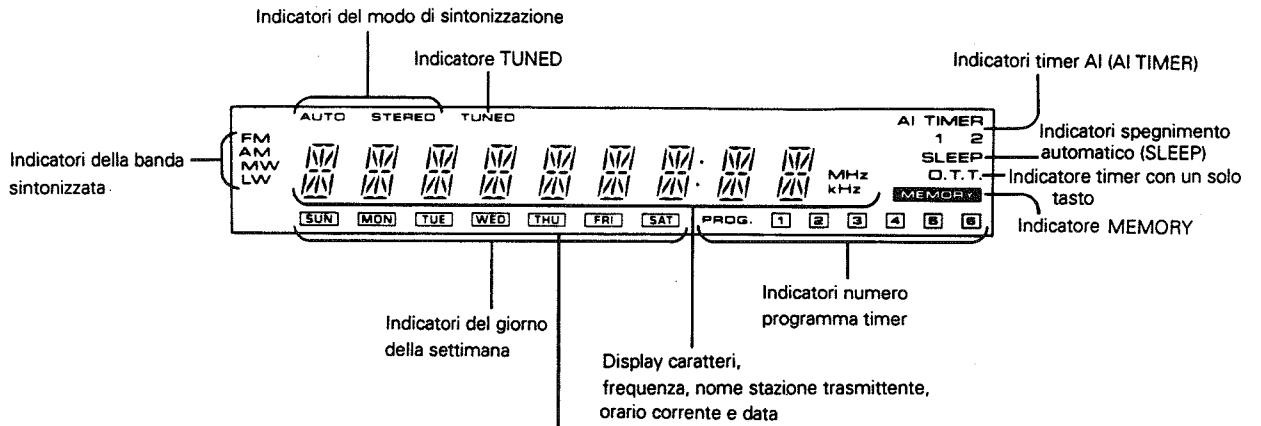 Indicatori del modo di sintonizzazione
Indicatore TUNED
Indicatori timer AI (AI TIMER)
AUTO STEREO TUNED
AI TIMER
1 2
Indicatori spegnimento
automatico (SLEEP)
FM
AM
MW
LW
Indicatori della banda
sintonizzata
SLEEP
O.T.T.
Indicatore timer con un solo
tasto
MHz
kHz
MEMORY
Indicatore MEMORY
SUN MON TUE WED THU FRI SAT PROG. 1 2 3 4 5 6
Indicatori numero
programma timer
Indicatori del giorno
della settimana
Display caratteri,
frequenza, nome stazione trasmittente,
orario corrente e data